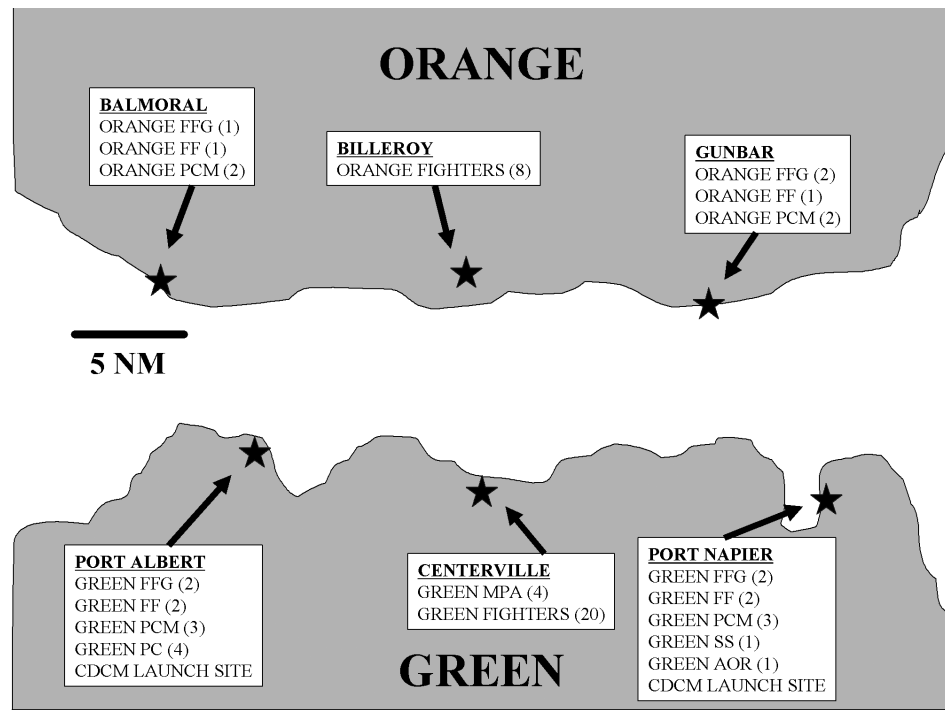 ORANGE
BALMORAL
ORANGE FFG (1)
ORANGE FF (1)
ORANGE PCM (2)
BILLEROY
ORANGE FIGHTERS (8)
GUNBAR
ORANGE FFG (2)
ORANGE FF (1)
ORANGE PCM (2)
5 NM
PORT ALBERT
GREEN FFG (2)
GREEN FF (2)
GREEN PCM (3)
GREEN PC (4)
CDCM LAUNCH SITE
CENTERVILLE
GREEN MPA (4)
GREEN FIGHTERS (20)
PORT NAPIER
GREEN FFG (2)
GREEN FF (2)
GREEN PCM (3)
GREEN SS (1)
GREEN AOR (1)
CDCM LAUNCH SITE
GREEN